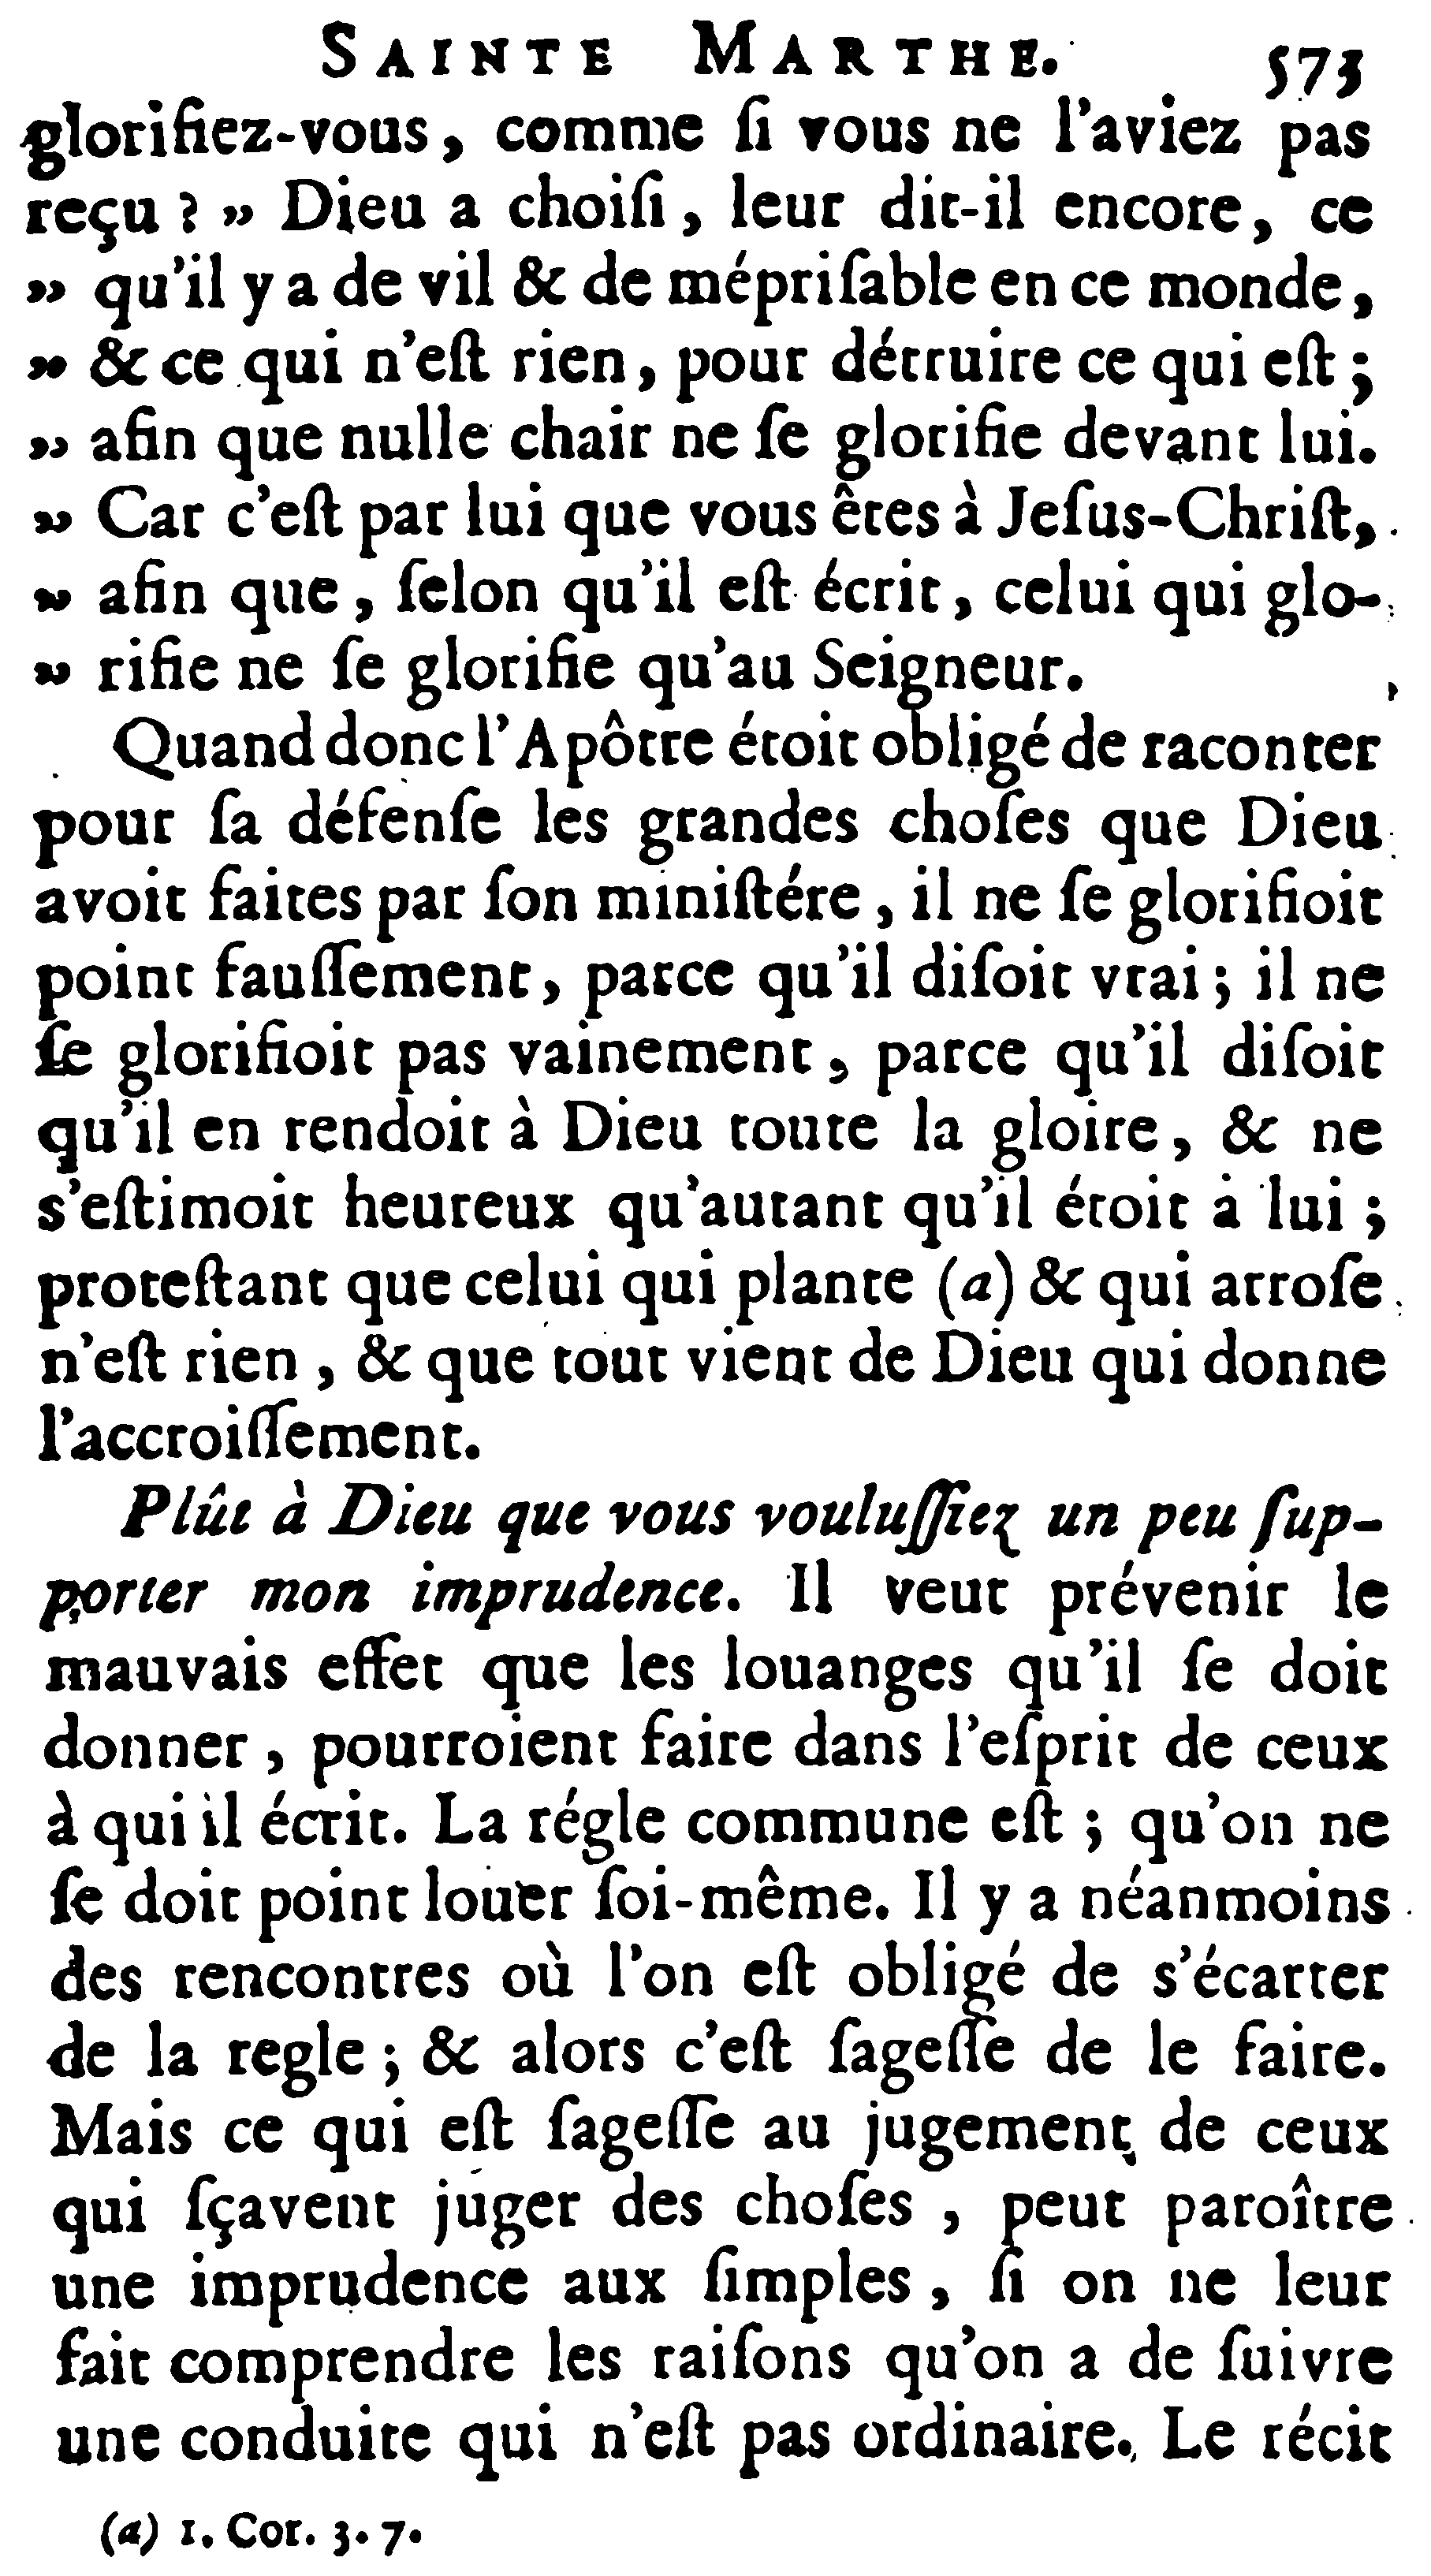 SAINTE MARTHE. 573
glorifiez-vous, comme ſi vous ne l'aviez pas
reçu ? „ Dieu a choiſi, leur dit-il encore, ce
„ qu'il y a de vil & de mépriſable en ce monde,
„ & ce qui n'eſt rien, pour détruire ce qui eſt ;
„ afin que nulle chair ne ſe glorifie devant lui.
„ Car c'eſt par lui que vous êtes à Jeſus-Chriſt,
„ afin que, ſelon qu'il eſt écrit, celui qui glo-
„ rifie ne ſe glorifie qu'au Seigneur.
Quand donc l'Apôtre étoit obligé de raconter
pour ſa défenſe les grandes choſes que Dieu
avoit faites par ſon miniſtére, il ne ſe glorifioit
point fauſſement, parce qu'il diſoit vrai ; il ne
ſe glorifioit pas vainement, parce qu'il diſoit
qu'il en rendoit à Dieu toute la gloire, & ne
s'eſtimoit heureux qu'autant qu'il étoit à lui ;
proteſtant que celui qui plante (a) & qui arroſe
n'eſt rien, & que tout vient de Dieu qui donne
l'accroiſſement.
Plût à Dieu que vous vouluſſiez un peu ſup-
porter mon imprudence. Il veut prévenir le
mauvais effet que les louanges qu'il ſe doit
donner, pourroient faire dans l'eſprit de ceux
à qui il écrit. La régle commune eſt ; qu'on ne
ſe doit point louer ſoi-même. Il y a néanmoins
des rencontres où l'on eſt obligé de s'écarter
de la regle ; & alors c'eſt ſageſſe de le faire.
Mais ce qui eſt ſageſſe au jugement de ceux
qui ſçavent juger des choſes, peut paroître
une imprudence aux ſimples, ſi on ne leur
fait comprendre les raiſons qu'on a de ſuivre
une conduite qui n'eſt pas ordinaire. Le récit
(a) 1. Cor. 3. 7.